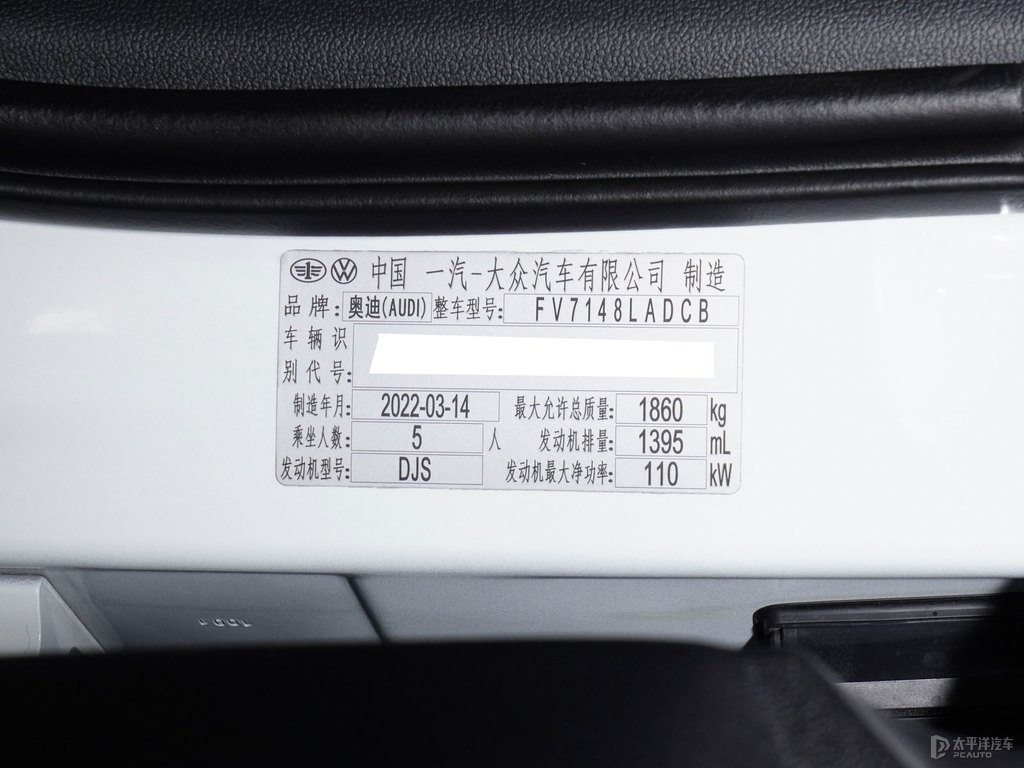 中国 一汽-大众汽车有限公司 制造
品牌: 奥迪(AUDI) 整车型号: FV7148LADCB
车辆识
别代号:
制造年月: 2022-03-14 最大允许总质量: 1860 kg
乘坐人数: 5 人 发动机排量: 1395 mL
发动机型号: DJS 发动机最大净功率: 110 kW
太平洋汽车
PCAUTO